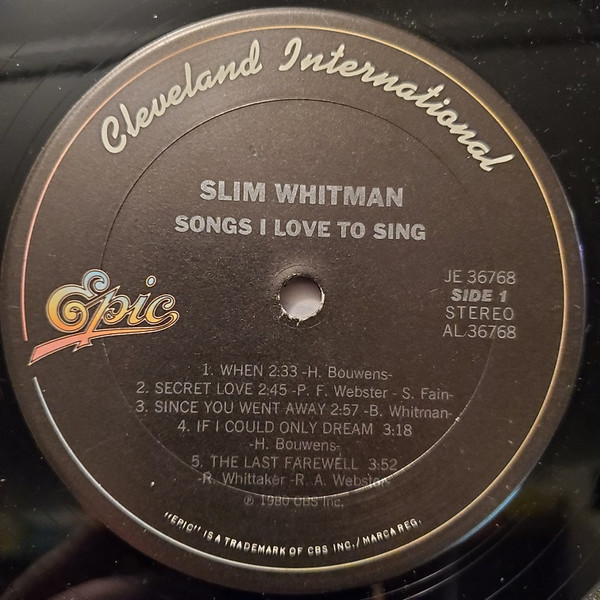 Cleveland International
SLIM WHITMAN
SONGS I LOVE TO SING
Epic
JE 36768
SIDE 1
STEREO
AL 36768
1. WHEN 2:33 -H. Bouwens-
2. SECRET LOVE 2:45 -P. F. Webster - S. Fain-
3. SINCE YOU WENT AWAY 2:57 -B. Whitman-
4. IF I COULD ONLY DREAM 3:18
-H. Bouwens-
5. THE LAST FAREWELL 3:52
-R. Whittaker -R. A. Webster-
℗ 1980 CBS Inc.
"EPIC" IS A TRADEMARK OF CBS INC./MARCA REG.